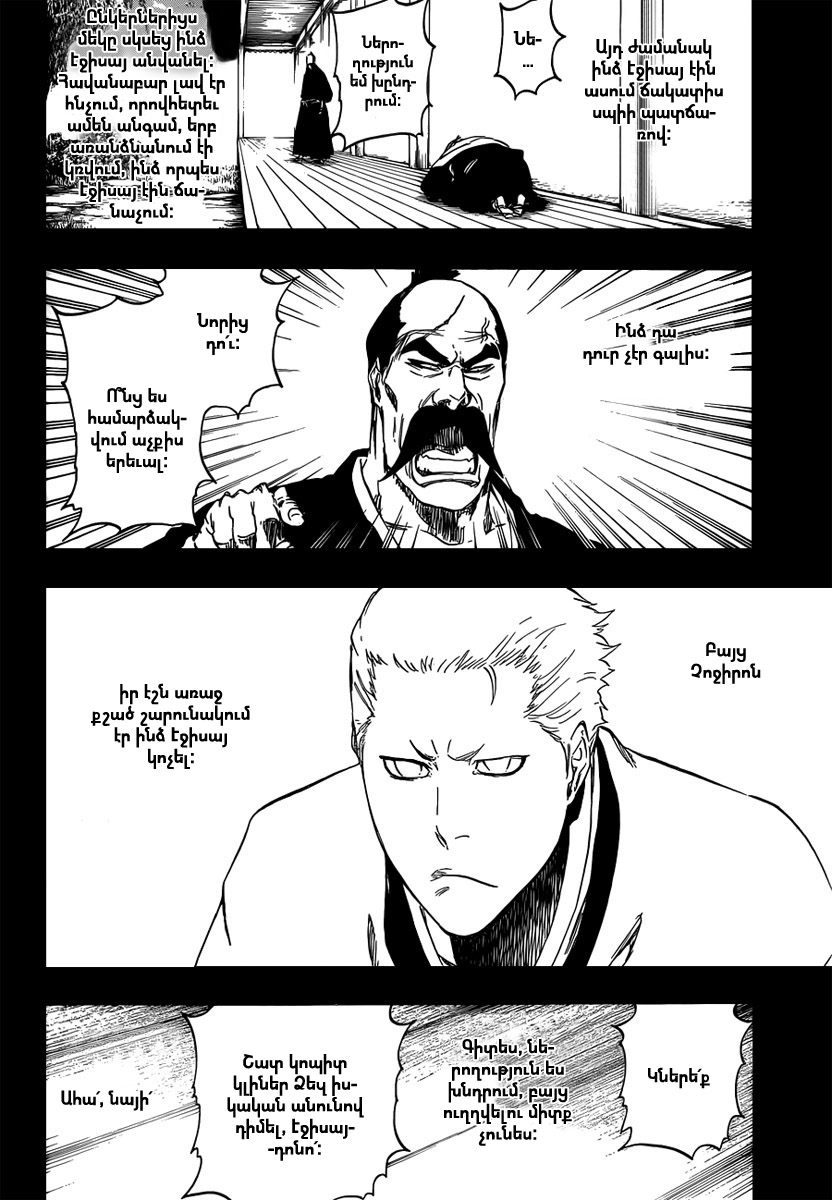 Այդ ժամանակ
ինձ էջիսայ էին
ասում ճակատիս
սպիի պատճա-
ռով:
Նե-
...
Ներո-
ղություն
եմ խընդ-
րում:
Ընկերներիյս
մեկը սկսեց ինձ
էջիսայ անվանել:
Հավանաբար լավ էր
հնչում, որովհետեւ
ամեն անգամ, երբ
առանձնանում էի
կռվում, ինձ որպես
էջիսայ էին ճա-
նաչում:
Ինձ դա
դուր չէր գալիս:
Նորից
դո՛ւ:
Ո՞նց ես
համարձակ-
վում աչքիս
երեւալ:
Բայց
Չոջիրոն
իր էշն առաջ
քշած շարունակում
էր ինձ էջիսայ
կոչել:
Կներե՛ք
Գիտես, նե-
րողություն ես
խնդրում, բայց
ուղղվելու միտք
չունես:
Շատ կոպիտ
կլիներ Ձեզ իս-
կական անունով
դիմել, էջիսայ-
-դոնո՛:
Ահա՛, նայի՛